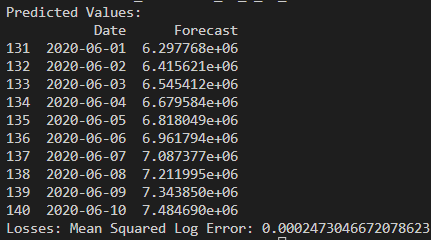 Predicted Values:
Date Forecast
131 2020-06-01 6.297768e+06
132 2020-06-02 6.415621e+06
133 2020-06-03 6.545412e+06
134 2020-06-04 6.679584e+06
135 2020-06-05 6.818049e+06
136 2020-06-06 6.961794e+06
137 2020-06-07 7.087377e+06
138 2020-06-08 7.211995e+06
139 2020-06-09 7.343850e+06
140 2020-06-10 7.484690e+06
Losses: Mean Squared Log Error: 0.0002473046672078623